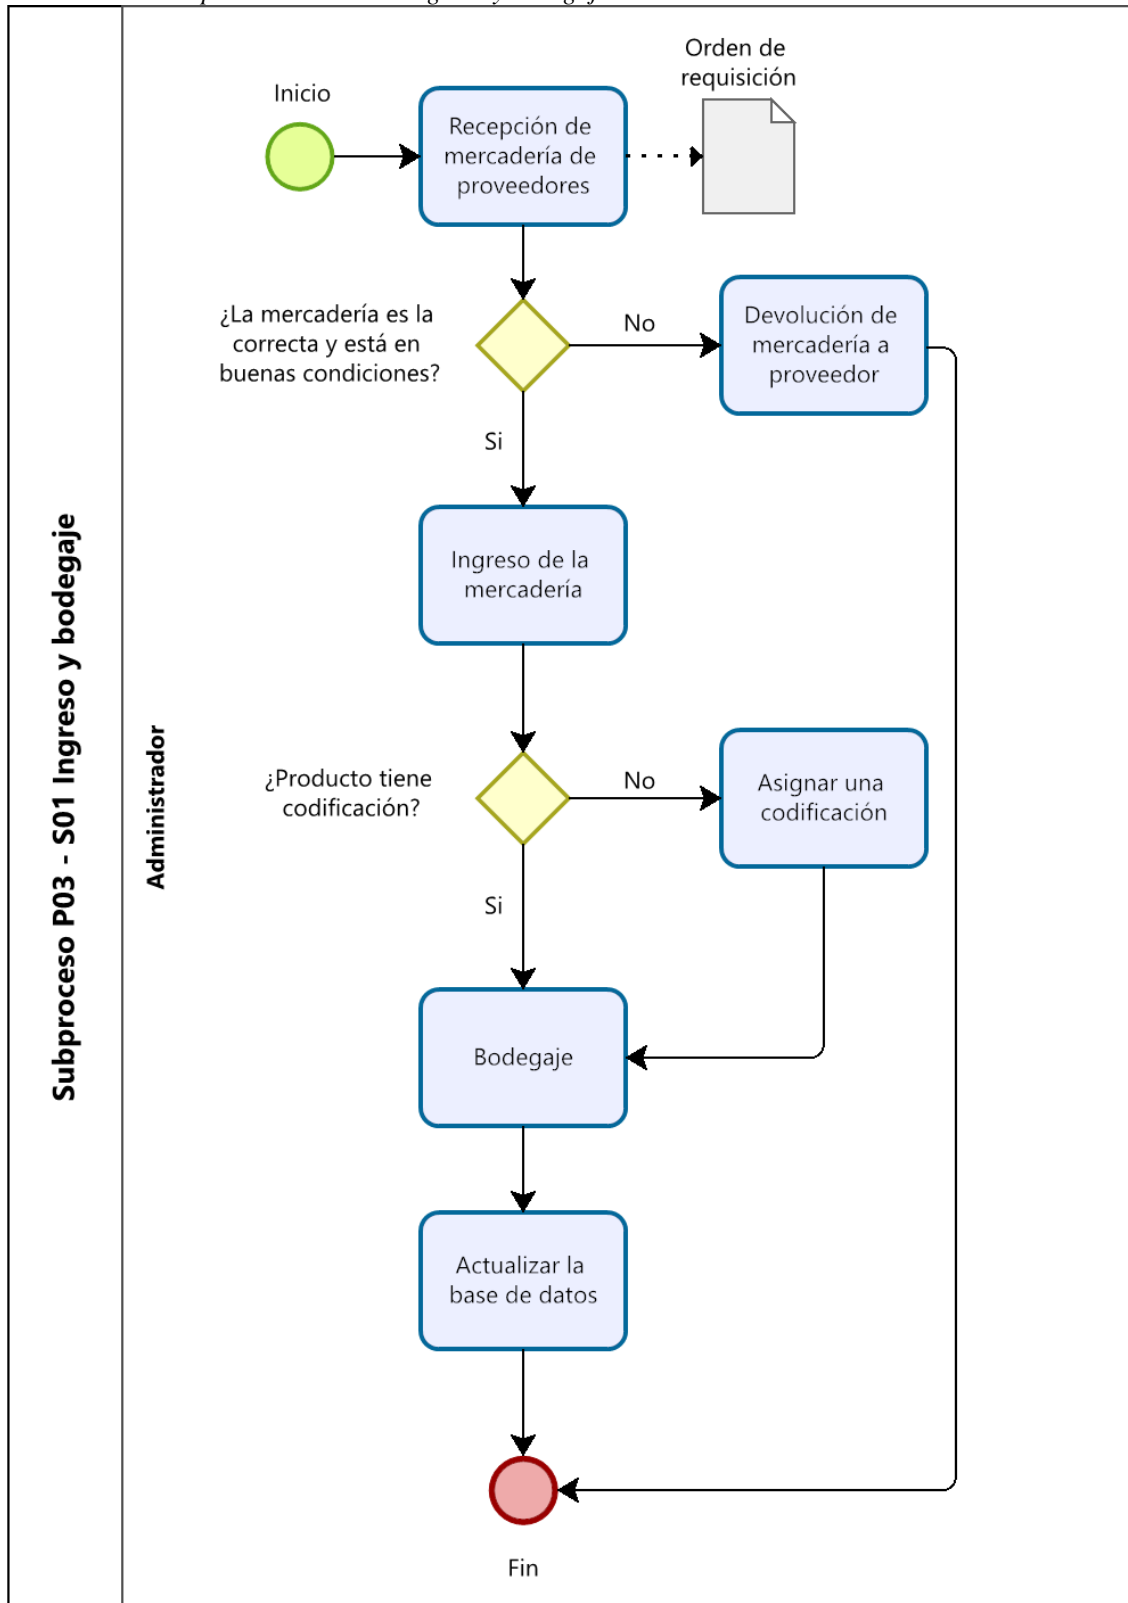 Subproceso P03 - S01 Ingreso y bodegaje
Administrador
Inicio
Recepción de
mercadería de
proveedores
Orden de
requisición
¿La mercadería es la
correcta y está en
buenas condiciones?
No
Devolución de
mercadería a
proveedor
Si
Ingreso de la
mercadería
¿Producto tiene
codificación?
No
Asignar una
codificación
Si
Bodegaje
Actualizar la
base de datos
Fin